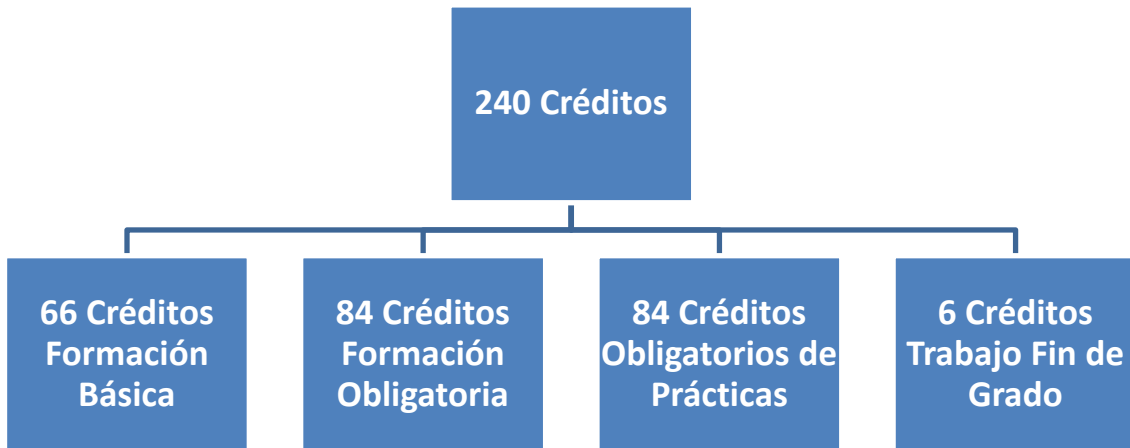 240 Créditos
66 Créditos
Formación
Básica
84 Créditos
Formación
Obligatoria
84 Créditos
Obligatorios de
Prácticas
6 Créditos
Trabajo Fin de
Grado